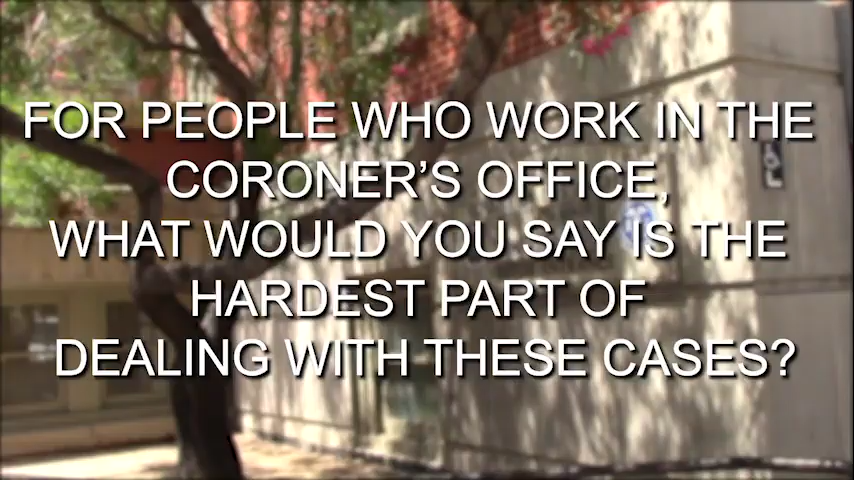 FOR PEOPLE WHO WORK IN THE
CORONER’S OFFICE,
WHAT WOULD YOU SAY IS THE
HARDEST PART OF
DEALING WITH THESE CASES?